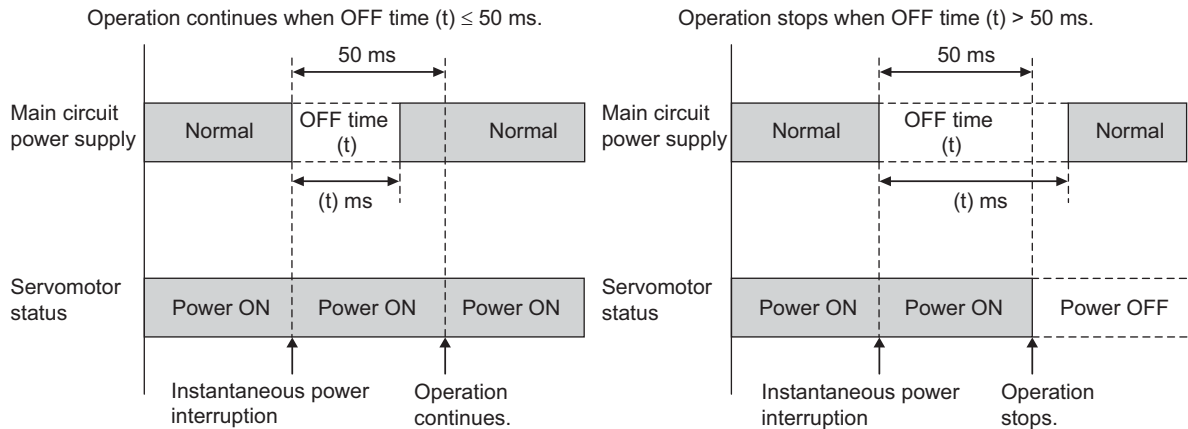 Operation continues when OFF time (t) ≤ 50 ms.
50 ms
Main circuit
power supply
Normal
OFF time
(t)
Normal
(t) ms
Servomotor
status
Power ON
Power ON
Power ON
Instantaneous power
interruption
Operation
continues.
Operation stops when OFF time (t) > 50 ms.
50 ms
Main circuit
power supply
Normal
OFF time
(t)
Normal
(t) ms
Servomotor
status
Power ON
Power ON
Power OFF
Instantaneous power
interruption
Operation
stops.